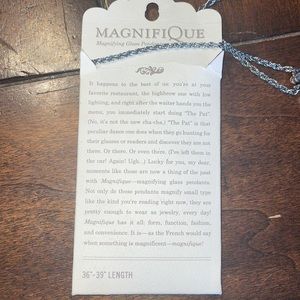 MAGNIFIQUE
Magnifying Glass
It happens to the best of us: you're at your
favorite restaurant, the highbrow one with low
lighting, and right after the waiter hands you the
menu, you immediately start doing "The Pat"
(No, it's not the new cha-cha.) "The Pat" is that
peculiar dance one does when they go hunting for
their glasses or readers and discover they are not
them. Or there. Or even there. (I've left them in
the car! Again! Ugh...) Lucky for you, my dear,
moments like those are now a thing of the past
with Magnifique—magnifying glass pendants.
Not only do these pendants magnify small type
like the kind you're reading right now, they are
pretty enough to wear as jewelry, every day!
Magnifique has it all; form, function, fashion,
and convenience. It is—as the French would say
when something is magnificent—magnifique!
36"-39" LENGTH